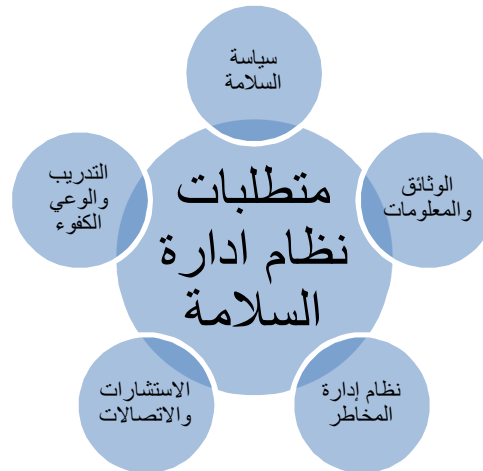 سياسة
السلامة
الوثائق
والمعلومات
نظام إدارة
المخاطر
الاستشارات
والاتصالات
التدريب
والوعي
الكفوء
متطلبات
نظام ادارة
السلامة